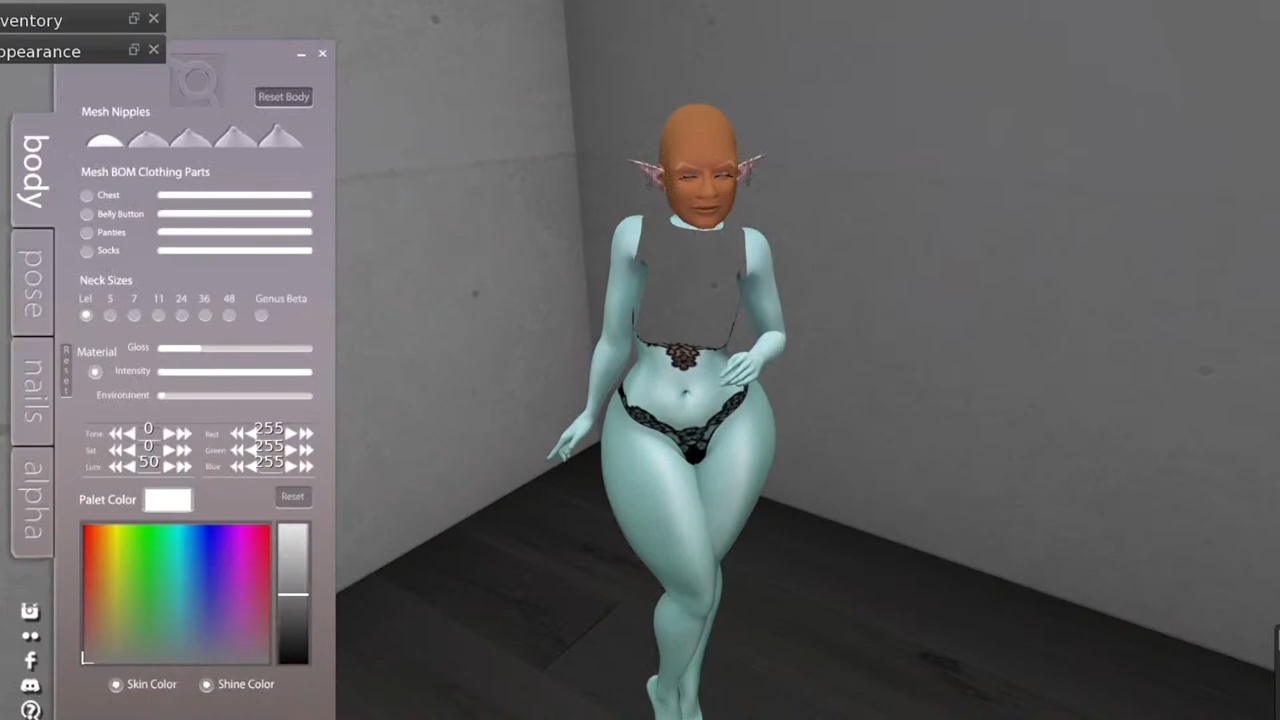 ventory
ppearance
Reset Body
Mesh Nipples
Mesh BOM Clothing Parts
Chest
Belly Button
Panties
Socks
Neck Sizes
Lel 5 7 11 24 36 48 Genus Beta
Material
Reset
Gloss
Intensity
Environment
Tone 0 Red 255
Sat 0 Green 255
Lum 50 Blue 255
Palet Color
Reset
Skin Color Shine Color
body
pose
nails
alpha